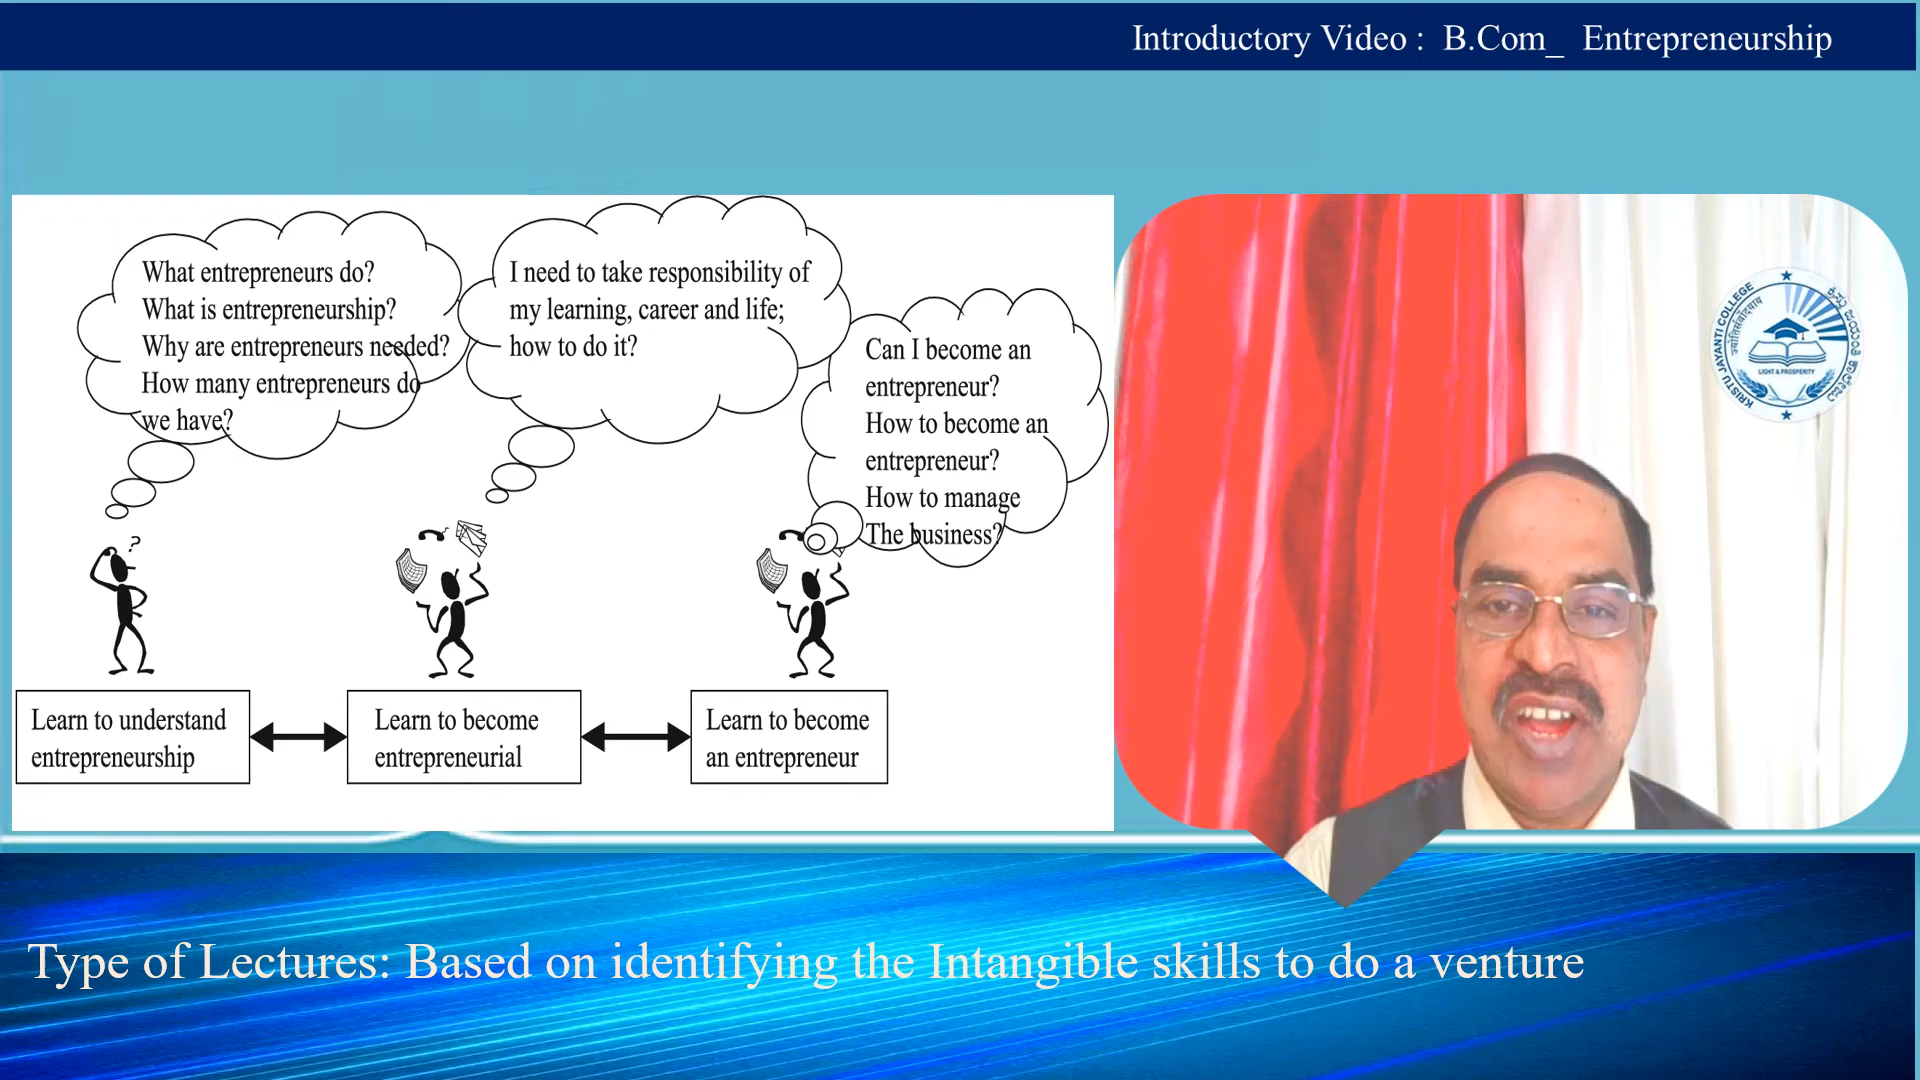 Introductory Video : B.Com_ Entrepreneurship
What entrepreneurs do?
What is entrepreneurship?
Why are entrepreneurs needed?
How many entrepreneurs do
we have?
I need to take responsibility of
my learning, career and life;
how to do it?
Can I become an
entrepreneur?
How to become an
entrepreneur?
How to manage
The business?
?
Learn to understand
entrepreneurship
Learn to become
entrepreneurial
Learn to become
an entrepreneur
KRISTU JAYANTI COLLEGE
LIGHT & PROSPERITY
Type of Lectures: Based on identifying the Intangible skills to do a venture